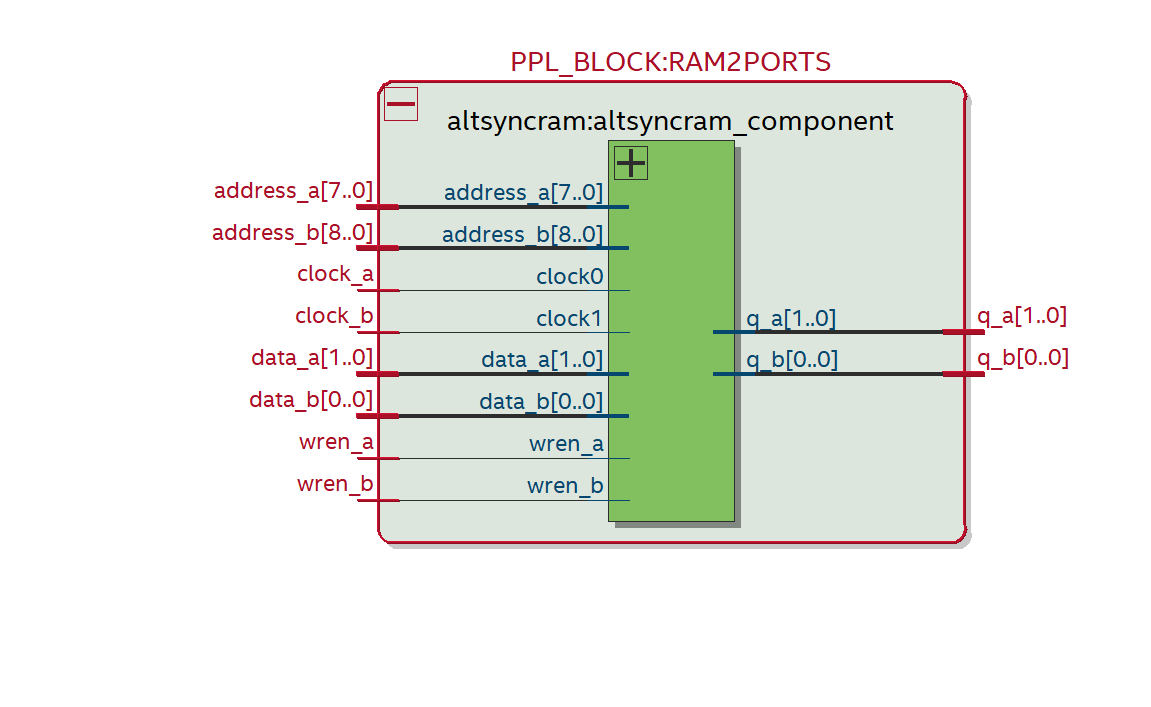 PPL_BLOCK:RAM2PORTS
altsyncram:altsyncram_component
address_a[7..0] address_a[7..0]
address_b[8..0] address_b[8..0]
clock_a clock0
clock_b clock1 q_a[1..0] q_a[1..0]
data_a[1..0] data_a[1..0] q_b[0..0] q_b[0..0]
data_b[0..0] data_b[0..0]
wren_a wren_a
wren_b wren_b